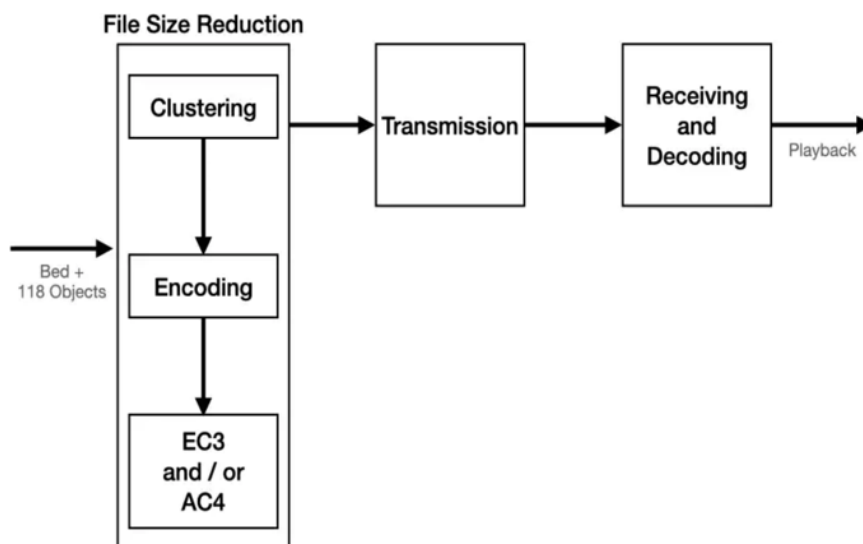 File Size Reduction
Clustering
Encoding
EC3
and / or
AC4
Bed +
118 Objects
Transmission
Receiving
and
Decoding
Playback